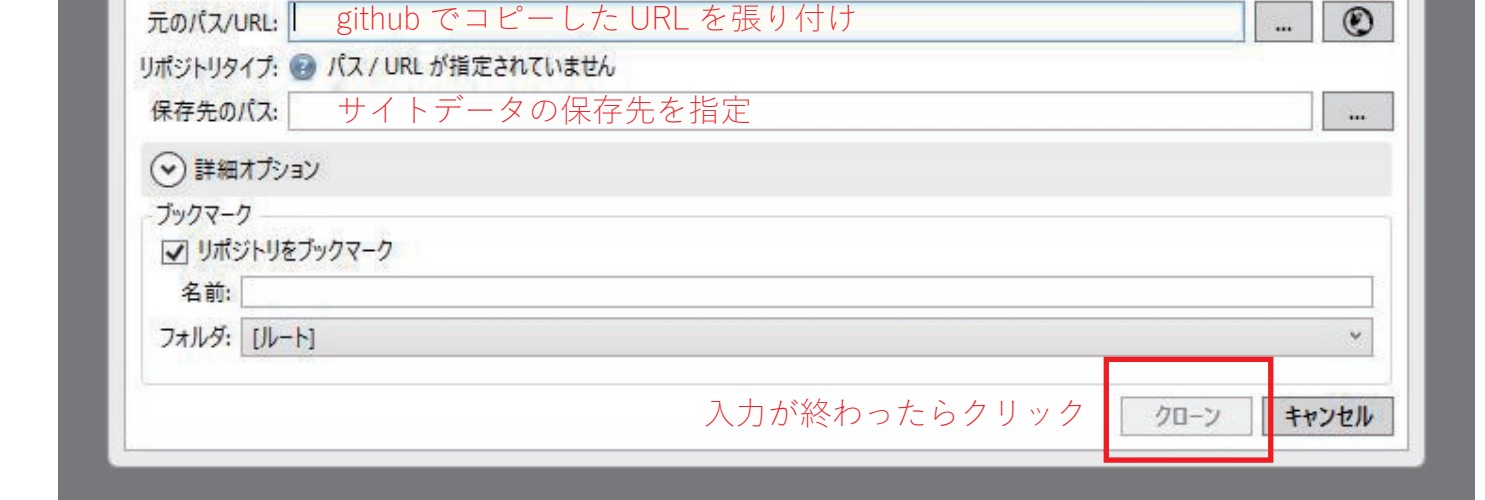 元のパス/URL: github でコピーした URL を張り付け ...
リポジトリタイプ: ? パス / URL が指定されていません
保存先のパス: サイトデータの保存先を指定 ...
詳細オプション
ブックマーク
リポジトリをブックマーク
名前:
フォルダ: [ルート]
入力が終わったらクリック クローン キャンセル